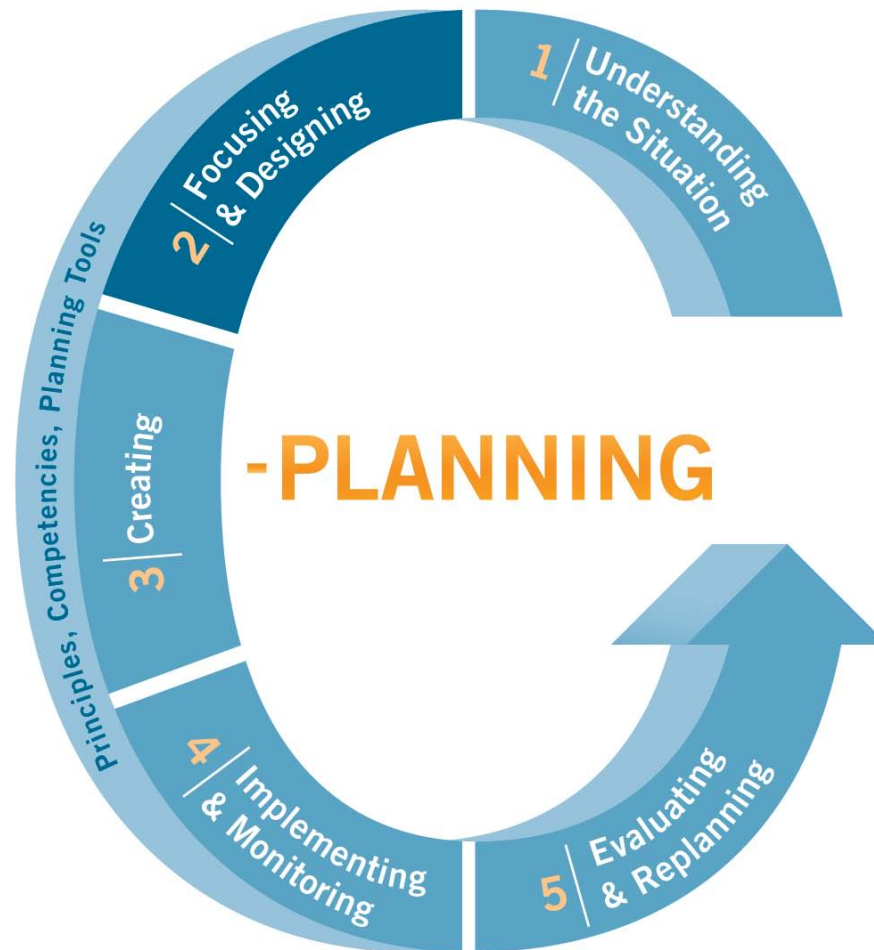 1
Understanding
the Situation
2
Focusing
& Designing
3
Creating
4
Implementing
& Monitoring
5
Evaluating
& Replanning
Principles, Competencies, Planning Tools
-PLANNING